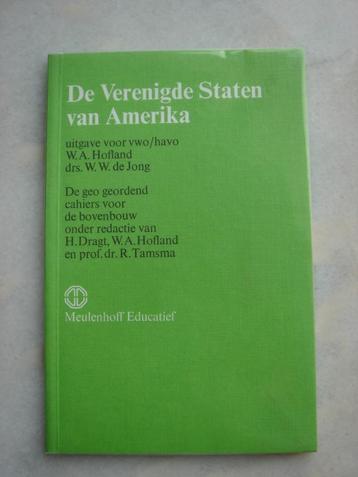 De Verenigde Staten
van Amerika
uitgave voor vwo/havo
W.A. Hofland
drs. W. W. de Jong
De geo geordend
cahiers voor
de bovenbouw
onder redactie van
H. Dragt, W.A. Hofland
en prof. dr. R. Tamsma
Meulenhoff Educatief